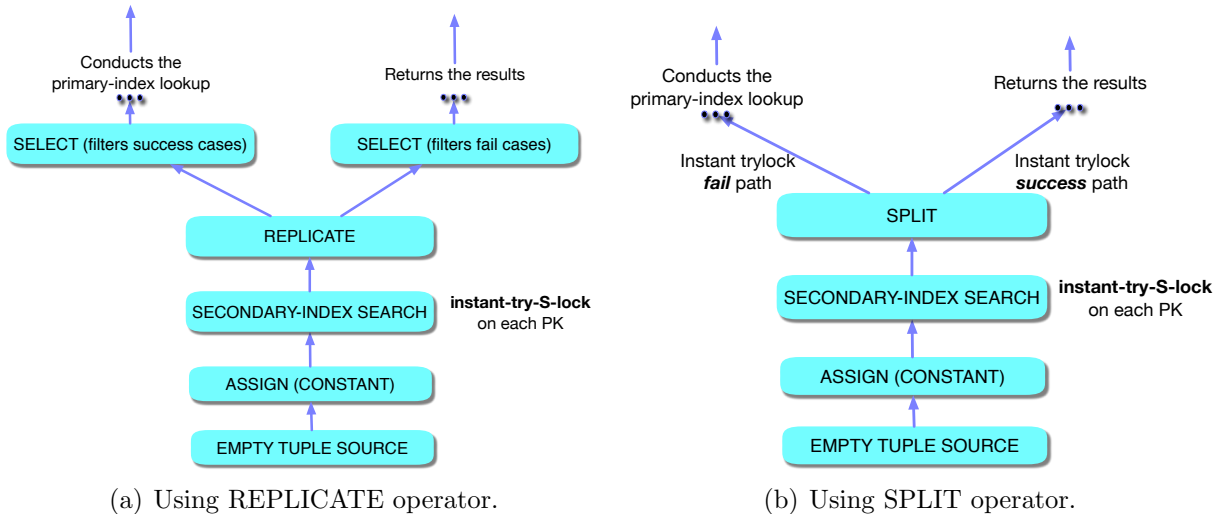 Conducts the
primary-index lookup
Returns the results
SELECT (filters success cases)
SELECT (filters fail cases)
REPLICATE
SECONDARY-INDEX SEARCH
instant-try-S-lock
on each PK
ASSIGN (CONSTANT)
EMPTY TUPLE SOURCE
(a) Using REPLICATE operator.
Conducts the
primary-index lookup
Returns the results
Instant trylock
fail path
Instant trylock
success path
SPLIT
SECONDARY-INDEX SEARCH
instant-try-S-lock
on each PK
ASSIGN (CONSTANT)
EMPTY TUPLE SOURCE
(b) Using SPLIT operator.